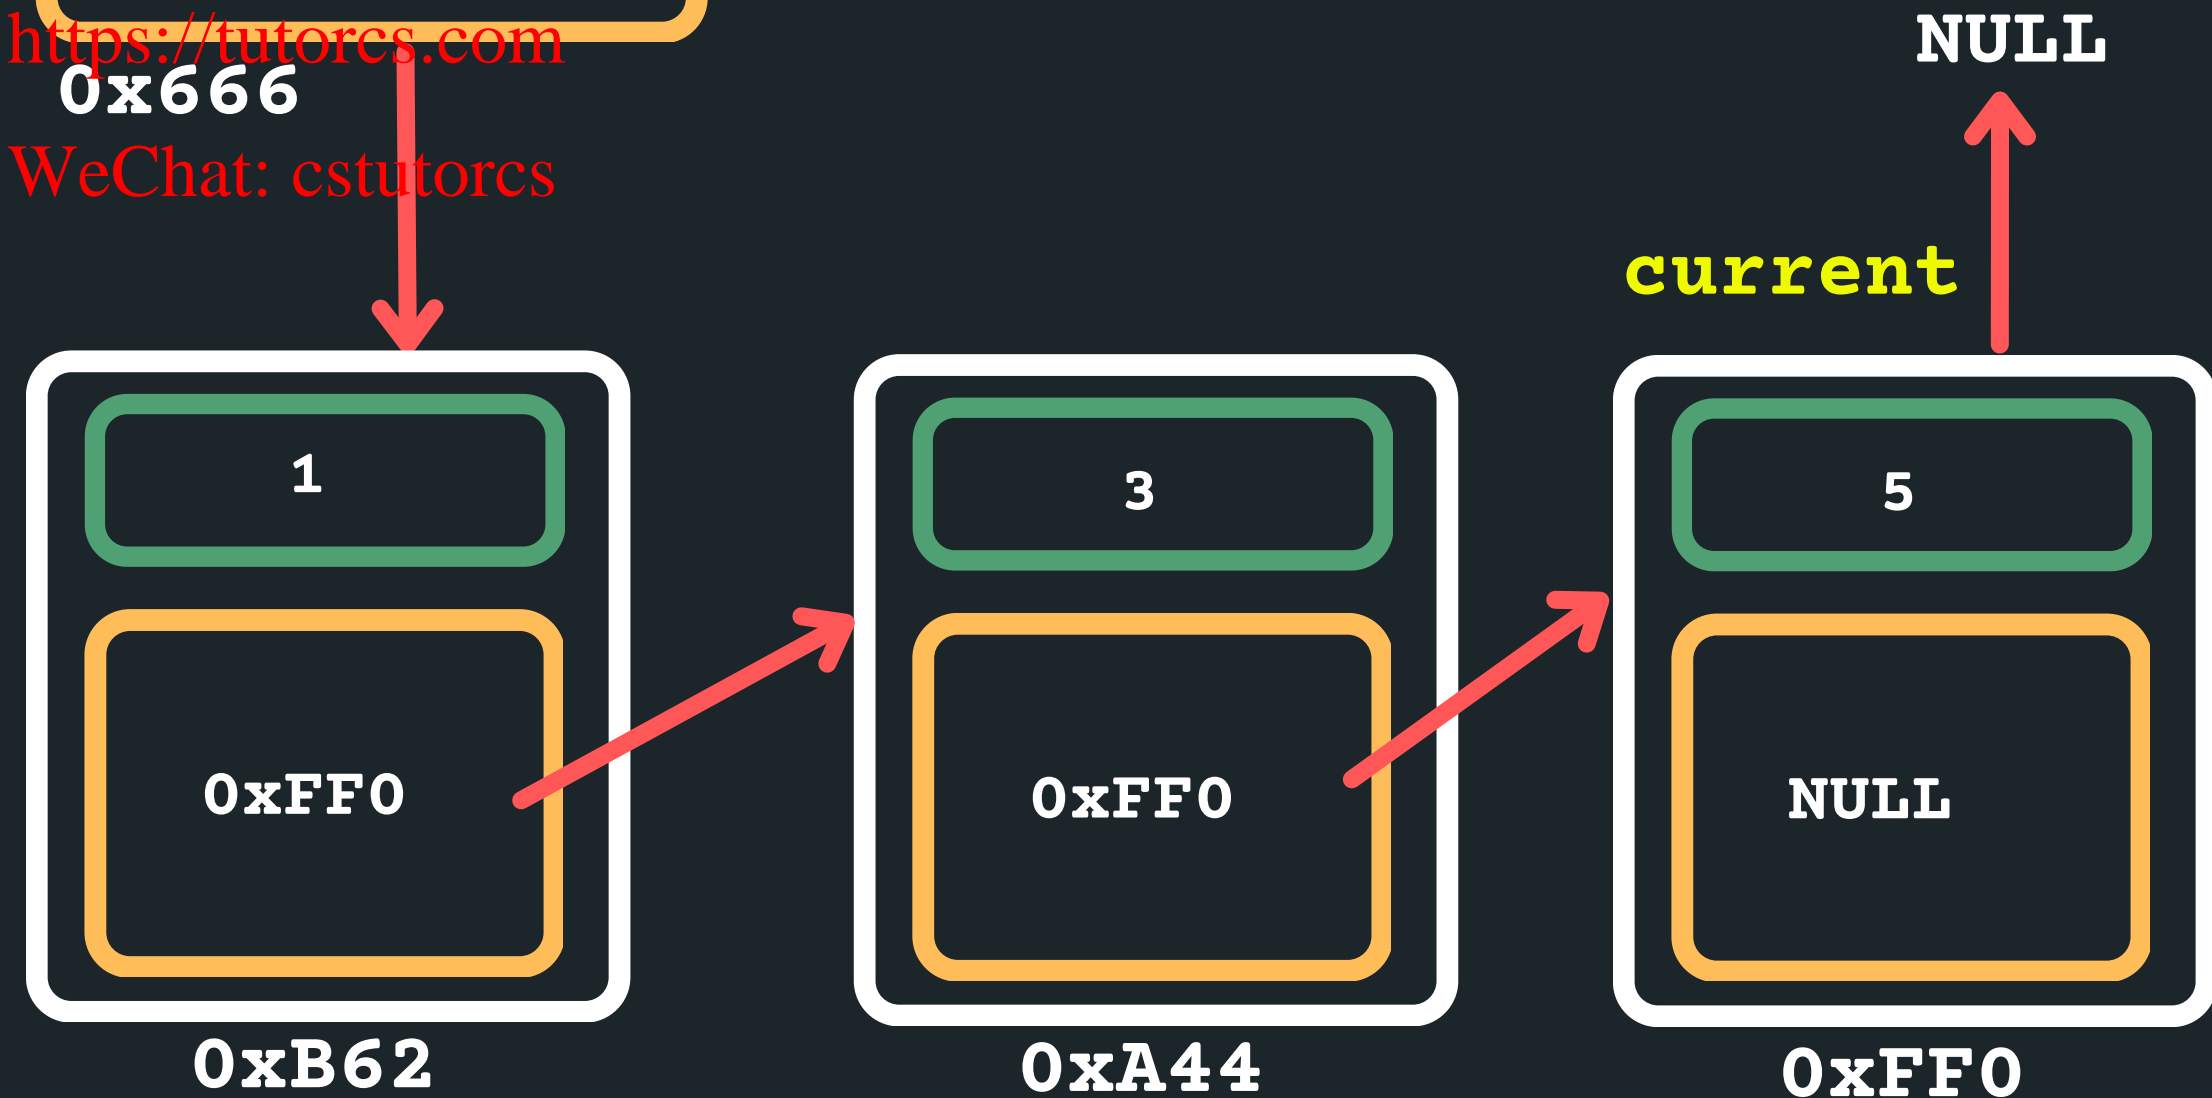 https://tutorcs.com
NULL
0x666
WeChat: cstutorcs
current
1
3
5
0xFF0
0xFF0
NULL
0xB62
0xA44
0xFF0